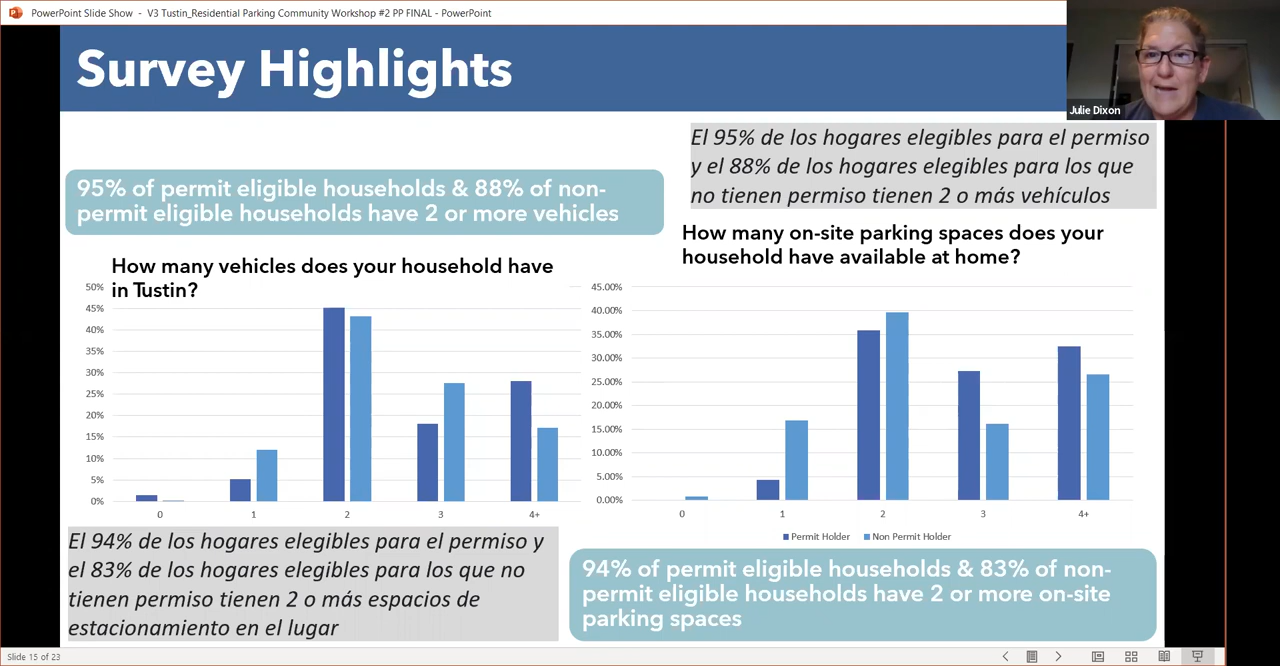 PowerPoint Slide Show - V3 Tustin_Residential Parking Community Workshop #2 PP FINAL - PowerPoint
Survey Highlights
Julie Dixon
95% of permit eligible households & 88% of non-
permit eligible households have 2 or more vehicles
El 95% de los hogares elegibles para el permiso
y el 88% de los hogares elegibles para los que
no tienen permiso tienen 2 o más vehículos
How many vehicles does your household have
in Tustin?
50%
45%
40%
35%
30%
25%
20%
15%
10%
5%
0%
0 1 2 3 4+
How many on-site parking spaces does your
household have available at home?
45.00%
40.00%
35.00%
30.00%
25.00%
20.00%
15.00%
10.00%
5.00%
0.00%
0 1 2 3 4+
Permit Holder Non Permit Holder
El 94% de los hogares elegibles para el permiso y
el 83% de los hogares elegibles para los que no
tienen permiso tienen 2 o más espacios de
estacionamiento en el lugar
94% of permit eligible households & 83% of non-
permit eligible households have 2 or more on-site
parking spaces
Slide 15 of 23